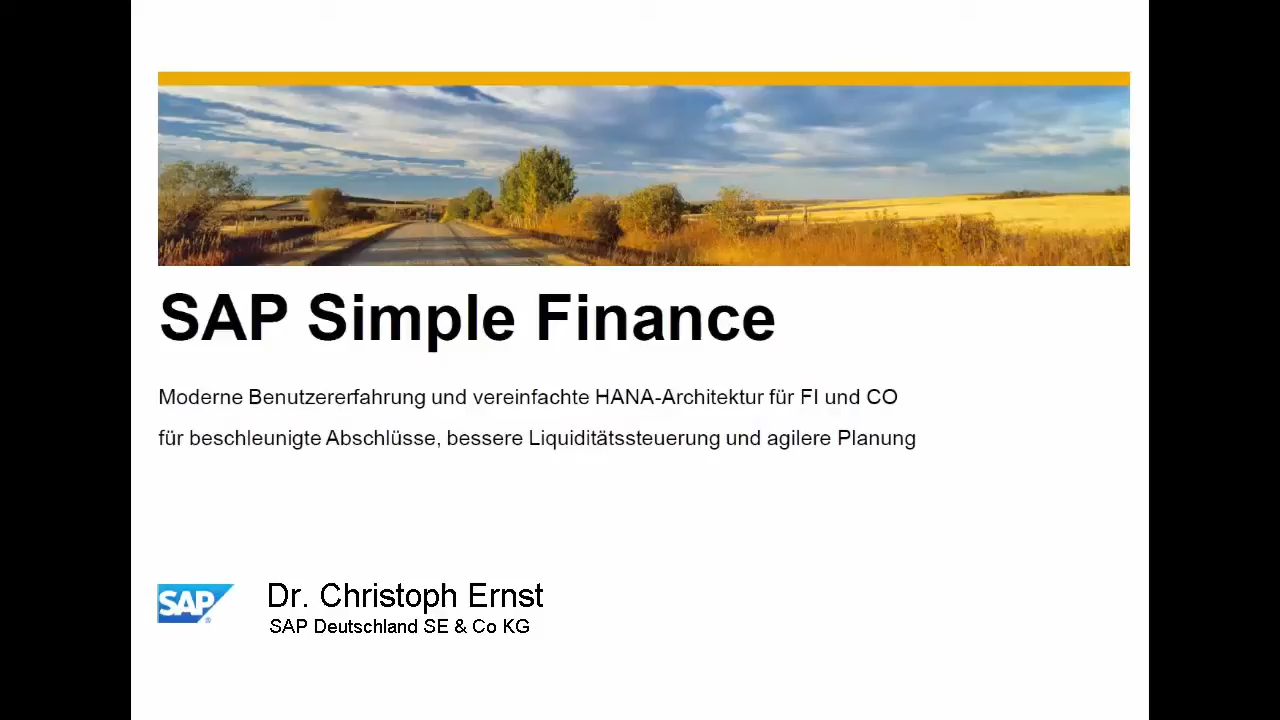 SAP Simple Finance
Moderne Benutzererfahrung und vereinfachte HANA-Architektur für FI und CO
für beschleunigte Abschlüsse, bessere Liquiditätssteuerung und agilere Planung
SAP
Dr. Christoph Ernst
SAP Deutschland SE & Co KG